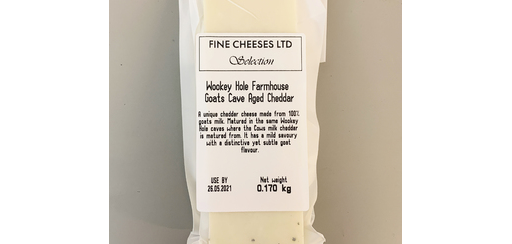 FINE CHEESES LTD
Selection
Wookey Hole Farmhouse
Goats Cave Aged Cheddar
A unique chedder cheese made from 100%
goats milk. Matured in the same Wookey
Hole caves where the Cows milk chedder
is matured from. It has a mild savoury
with a distinctive yet subtle goat
flavour.
USE BY Net weight
26.05.2021 0.170 kg